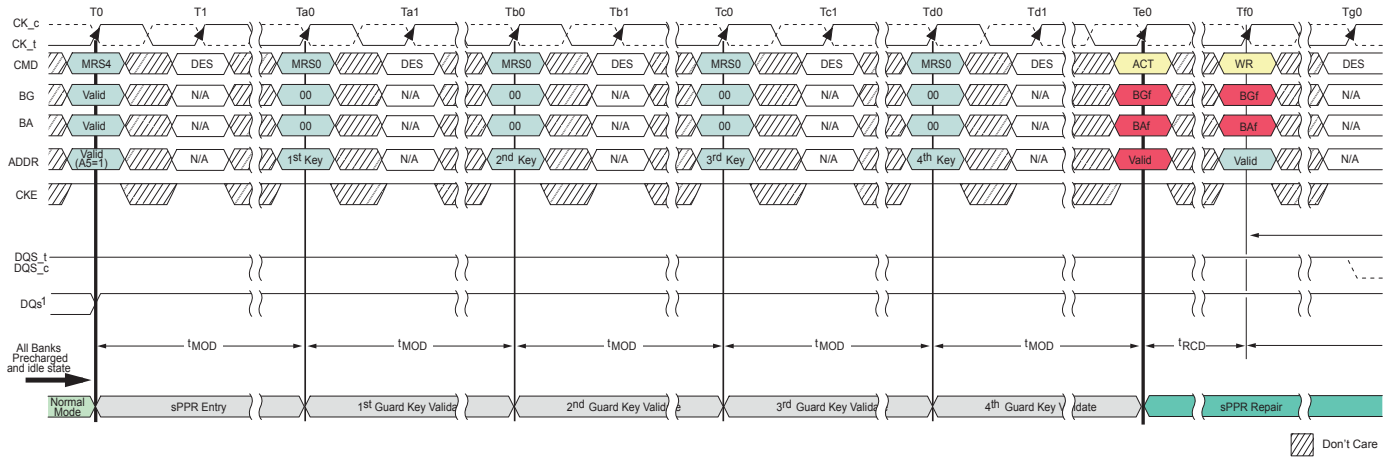 T0 T1 Ta0 Ta1 Tb0 Tb1 Tc0 Tc1 Td0 Td1 Te0 Tf0 Tg0
CK_c
CK_t
CMD MRS4 DES MRS0 DES MRS0 DES MRS0 DES MRS0 DES ACT WR DES
BG Valid N/A 00 N/A 00 N/A 00 N/A 00 N/A BGf BGf N/A
BA Valid N/A 00 N/A 00 N/A 00 N/A 00 N/A BAf BAf N/A
ADDR Valid (A5=1) N/A 1st Key N/A 2nd Key N/A 3rd Key N/A 4th Key N/A Valid Valid N/A
CKE
DQS_t
DQS_c
DQs1
tMOD tMOD tMOD tMOD tMOD tRCD
All Banks
Precharged
and idle state
Normal Mode sPPR Entry 1st Guard Key Valida 2nd Guard Key Valid e 3rd Guard Key Valida e 4th Guard Key V idate sPPR Repair
Don't Care